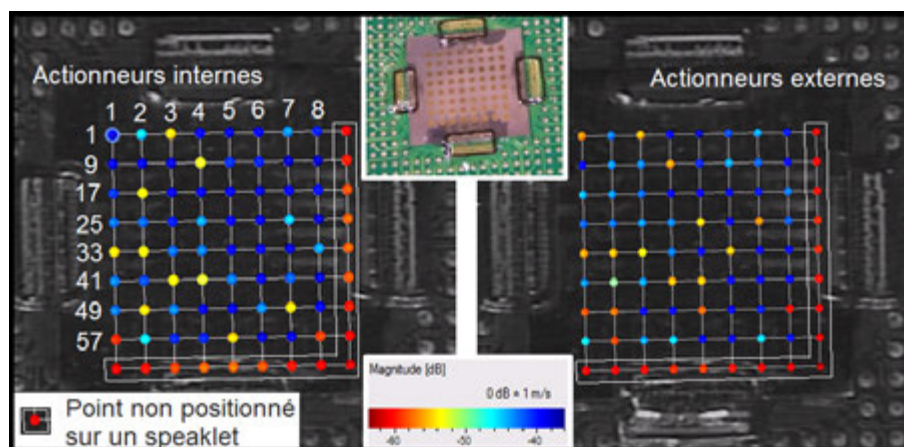 Actionneurs internes
Actionneurs externes
1 2 3 4 5 6 7 8
1
9
17
25
33
41
49
57
Magnitude [dB]
0 dB = 1 m/s
-60 -50 -40
Point non positionné
sur un speaklet